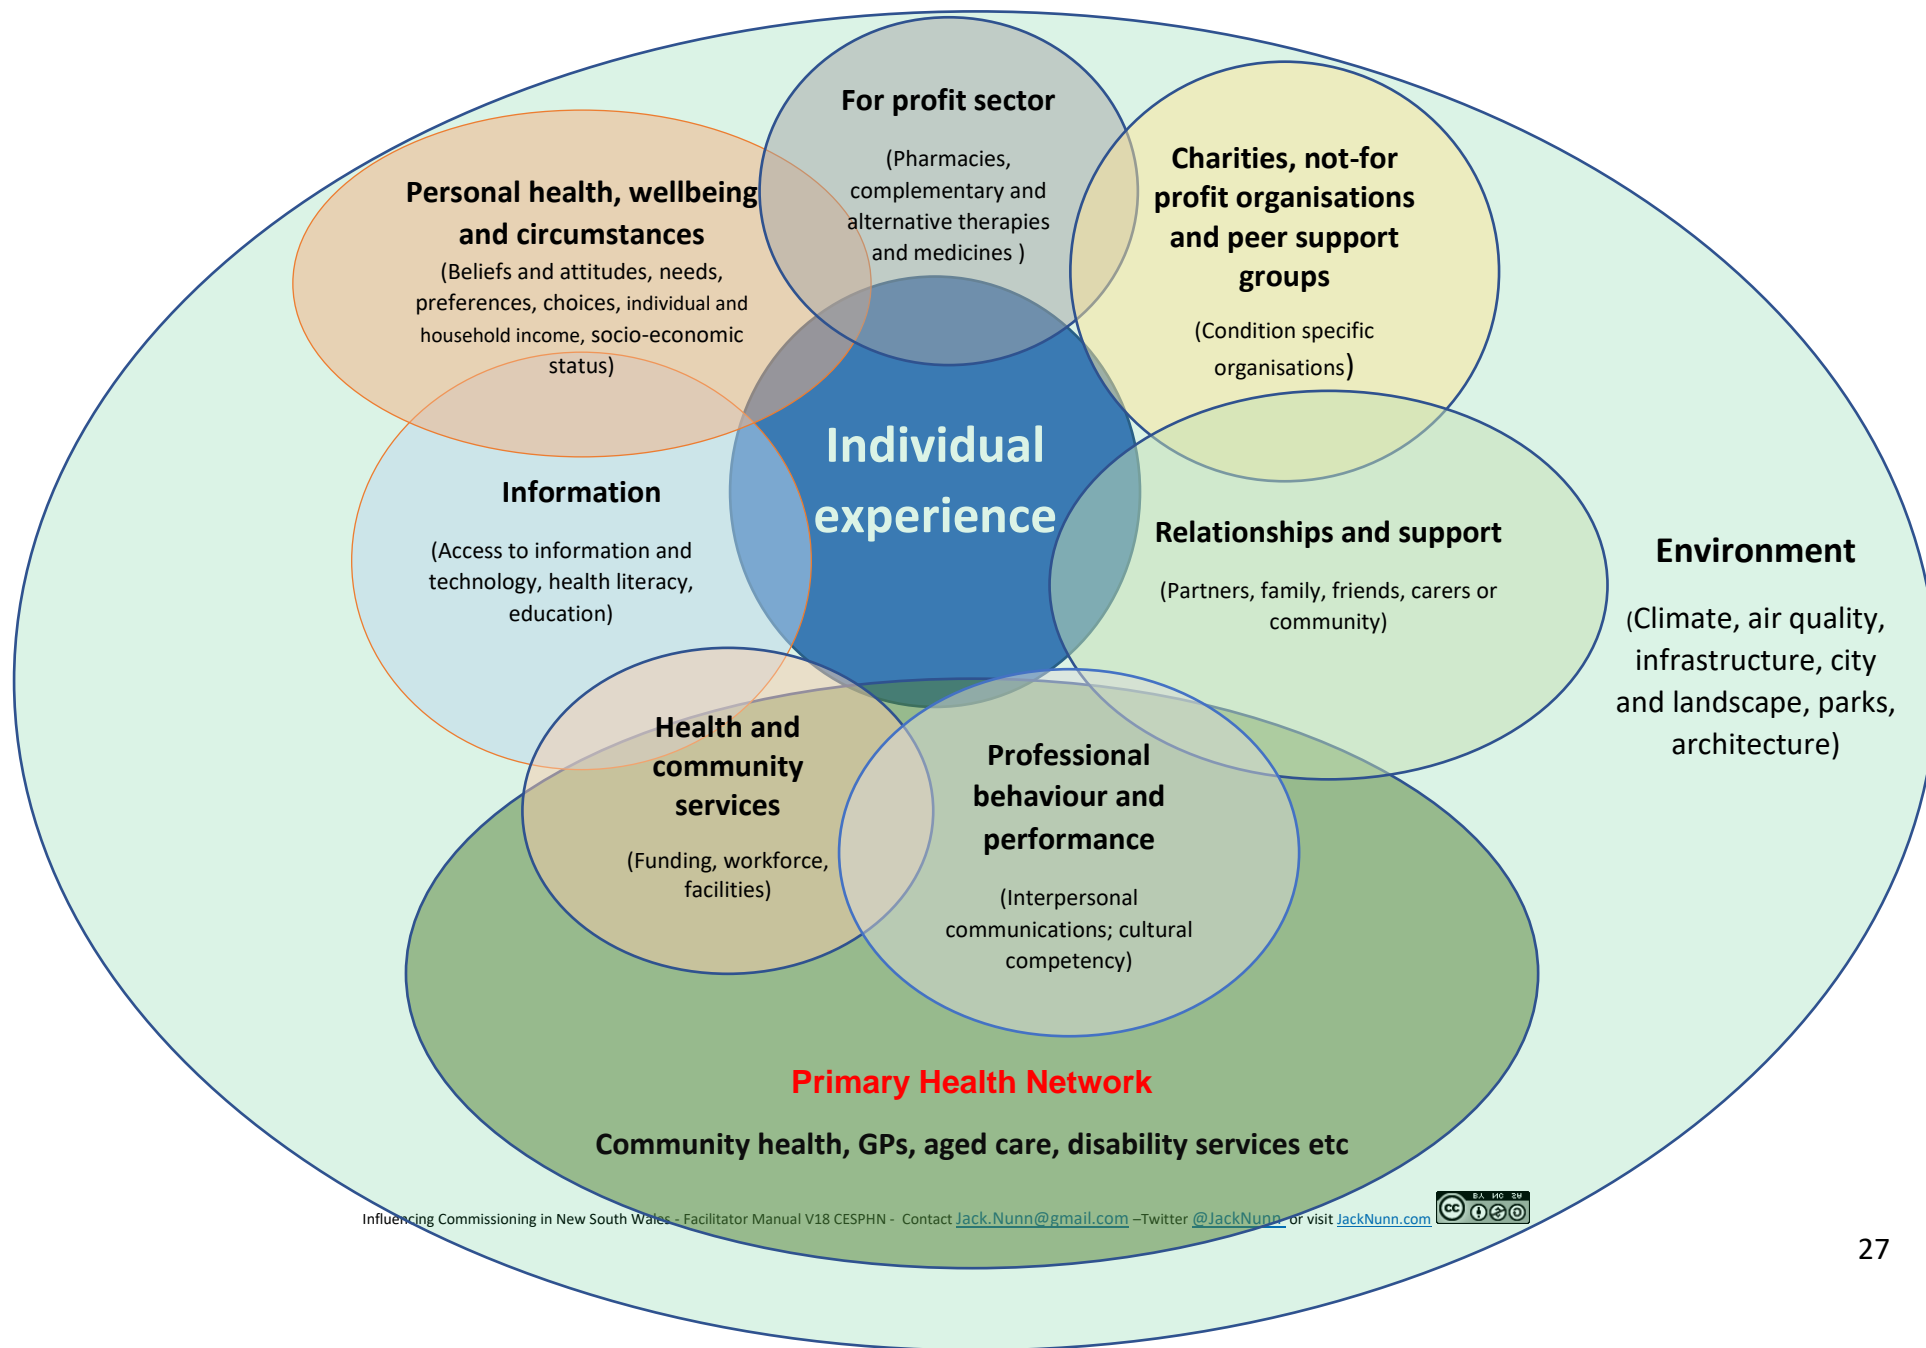 For profit sector
(Pharmacies,
complementary and
alternative therapies
and medicines )
Charities, not-for
profit organisations
and peer support
groups
(Condition specific
organisations)
Personal health, wellbeing
and circumstances
(Beliefs and attitudes, needs,
preferences, choices, individual and
household income, socio-economic
status)
Individual
experience
Information
(Access to information and
technology, health literacy,
education)
Relationships and support
(Partners, family, friends, carers or
community)
Environment
(Climate, air quality,
infrastructure, city
and landscape, parks,
architecture)
Health and
community
services
(Funding, workforce,
facilities)
Professional
behaviour and
performance
(Interpersonal
communications; cultural
competency)
Primary Health Network
Community health, GPs, aged care, disability services etc
Influencing Commissioning in New South Wales - Facilitator Manual V18 CESPHN - Contact Jack.Nunn@gmail.com –Twitter @JackNunn or visit JackNunn.com
cc BY NC SA
27